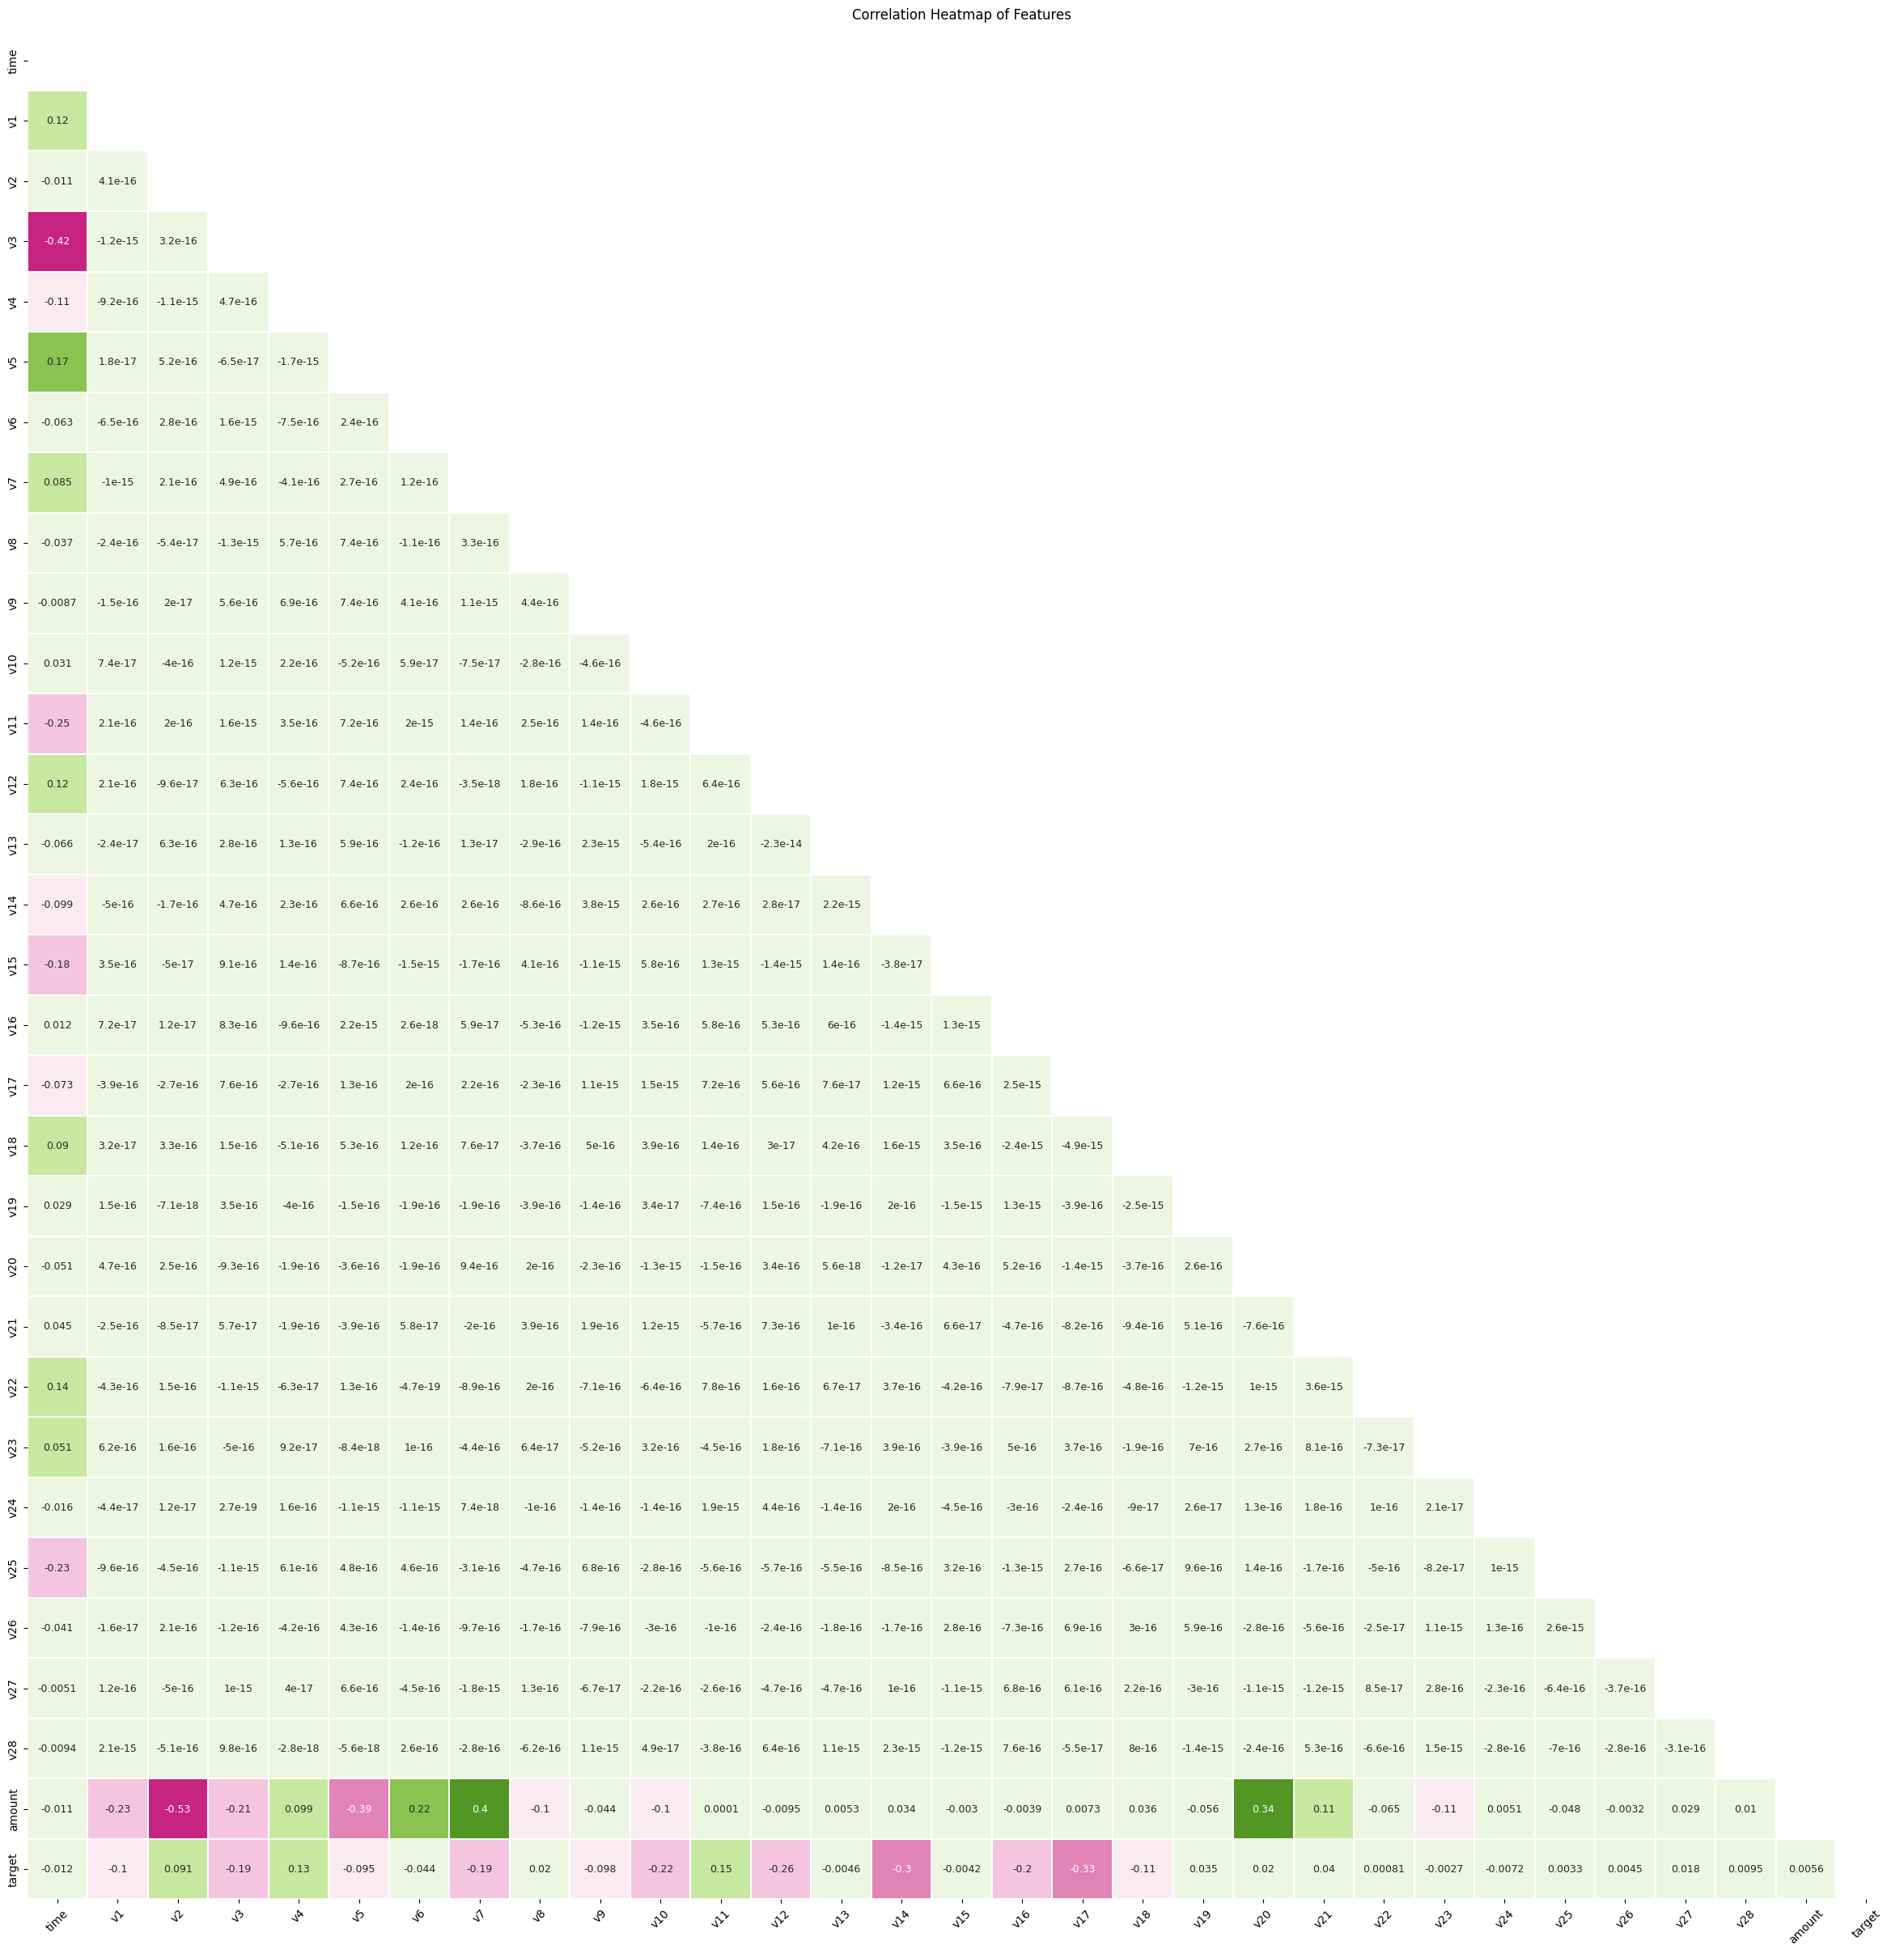 Correlation Heatmap of Features
time
v1 0.12
v2 -0.011 4.1e-16
v3 -0.42 -1.2e-15 3.2e-16
v4 -0.11 -9.2e-16 -1.1e-15 4.7e-16
v5 0.17 1.8e-17 5.2e-16 -6.5e-17 -1.7e-15
v6 -0.063 -6.5e-16 2.8e-16 1.6e-15 -7.5e-16 2.4e-16
v7 0.085 -1e-15 2.1e-16 4.9e-16 -4.1e-16 2.7e-16 1.2e-16
v8 -0.037 -2.4e-16 -5.4e-17 -1.3e-15 5.7e-16 7.4e-16 -1.1e-16 3.3e-16
v9 -0.0087 -1.5e-16 2e-17 5.6e-16 6.9e-16 7.4e-16 4.1e-16 1.1e-15 4.4e-16
v10 0.031 7.4e-17 -4e-16 1.2e-15 2.2e-16 -5.2e-16 5.9e-17 -7.5e-17 -2.8e-16 -4.6e-16
v11 -0.25 2.1e-16 2e-16 1.6e-15 3.5e-16 7.2e-16 2e-15 1.4e-16 2.5e-16 1.4e-16 -4.6e-16
v12 0.12 2.1e-16 -9.6e-17 6.3e-16 -5.6e-16 7.4e-16 2.4e-16 -3.5e-18 1.8e-16 -1.1e-15 1.8e-15 6.4e-16
v13 -0.066 -2.4e-17 6.3e-16 2.8e-16 1.3e-16 5.9e-16 -1.2e-16 1.3e-17 -2.9e-16 2.3e-15 -5.4e-16 2e-16 -2.3e-14
v14 -0.099 -5e-16 -1.7e-16 4.7e-16 2.3e-16 6.6e-16 2.6e-16 2.6e-16 -8.6e-16 3.8e-15 2.6e-16 2.7e-16 2.8e-17 2.2e-15
v15 -0.18 3.5e-16 -5e-17 9.1e-16 1.4e-16 -8.7e-16 -1.5e-15 -1.7e-16 4.1e-16 -1.1e-15 5.8e-16 1.3e-15 -1.4e-15 1.4e-16 -3.8e-17
v16 0.012 7.2e-17 1.2e-17 8.3e-16 -9.6e-16 2.2e-15 2.6e-18 5.9e-17 -5.3e-16 -1.2e-15 3.5e-16 5.8e-16 5.3e-16 6e-16 -1.4e-15 1.3e-15
v17 -0.073 -3.9e-16 -2.7e-16 7.6e-16 -2.7e-16 1.3e-16 2e-16 2.2e-16 -2.3e-16 1.1e-15 1.5e-15 7.2e-16 5.6e-16 7.6e-17 1.2e-15 6.6e-16 2.5e-15
v18 0.09 3.2e-17 3.3e-16 1.5e-16 -5.1e-16 5.3e-16 1.2e-16 7.6e-17 -3.7e-16 5e-16 3.9e-16 1.4e-16 3e-17 4.2e-16 1.6e-15 3.5e-16 -2.4e-15 -4.9e-15
v19 0.029 1.5e-16 -7.1e-18 3.5e-16 -4e-16 -1.5e-16 -1.9e-16 -1.9e-16 -3.9e-16 -1.4e-16 3.4e-17 -7.4e-16 1.5e-16 -1.9e-16 2e-16 -1.5e-15 1.3e-15 -3.9e-16 -2.5e-15
v20 -0.051 4.7e-16 2.5e-16 -9.3e-16 -1.9e-16 -3.6e-16 -1.9e-16 9.4e-16 2e-16 -2.3e-16 -1.3e-15 -1.5e-16 3.4e-16 5.6e-18 -1.2e-17 4.3e-16 5.2e-16 -1.4e-15 -3.7e-16 2.6e-16
v21 0.045 -2.5e-16 -8.5e-17 5.7e-17 -1.9e-16 -3.9e-16 5.8e-17 -2e-16 3.9e-16 1.9e-16 1.2e-15 -5.7e-16 7.3e-16 1e-16 -3.4e-16 6.6e-17 -4.7e-16 -8.2e-16 -9.4e-16 5.1e-16 -7.6e-16
v22 0.14 -4.3e-16 1.5e-16 -1.1e-15 -6.3e-17 1.3e-16 -4.7e-19 -8.9e-16 2e-16 -7.1e-16 -6.4e-16 7.8e-16 1.6e-16 6.7e-17 3.7e-16 -4.2e-16 -7.9e-17 -8.7e-16 -4.8e-16 -1.2e-15 1e-15 3.6e-15
v23 0.051 6.2e-16 1.6e-16 -5e-16 9.2e-17 -8.4e-18 1e-16 -4.4e-16 6.4e-17 -5.2e-16 3.2e-16 -4.5e-16 1.8e-16 -7.1e-16 3.9e-16 -3.9e-16 5e-16 3.7e-16 -1.9e-16 7e-16 2.7e-16 8.1e-16 -7.3e-17
v24 -0.016 -4.4e-17 1.2e-17 2.7e-19 1.6e-16 -1.1e-15 -1.1e-15 7.4e-18 -1e-16 -1.4e-16 -1.4e-16 1.9e-15 4.4e-16 -1.4e-16 2e-16 -4.5e-16 -3e-16 -2.4e-16 -9e-17 2.6e-17 1.3e-16 1.8e-16 1e-16 2.1e-17
v25 -0.23 -9.6e-16 -4.5e-16 -1.1e-15 6.1e-16 4.8e-16 4.6e-16 -3.1e-16 -4.7e-16 6.8e-16 -2.8e-16 -5.6e-16 -5.7e-16 -5.5e-16 -8.5e-16 3.2e-16 -1.3e-15 2.7e-16 -6.6e-17 9.6e-16 1.4e-16 -1.7e-16 -5e-16 -8.2e-17 1e-15
v26 -0.041 -1.6e-17 2.1e-16 -1.2e-16 -4.2e-16 4.3e-16 -1.4e-16 -9.7e-16 -1.7e-16 -7.9e-16 -3e-16 -1e-16 -2.4e-16 -1.8e-16 -1.7e-16 2.8e-16 -7.3e-16 6.9e-16 3e-16 5.9e-16 -2.8e-16 -5.6e-16 -2.5e-17 1.1e-15 1.3e-16 2.6e-15
v27 -0.0051 1.2e-16 -5e-16 1e-15 4e-17 6.6e-16 -4.5e-16 -1.8e-15 1.3e-16 -6.7e-17 -2.2e-16 -2.6e-16 -4.7e-16 -4.7e-16 1e-16 -1.1e-15 6.8e-16 6.1e-16 2.2e-16 -3e-16 -1.1e-15 -1.2e-15 8.5e-17 2.8e-16 -2.3e-16 -6.4e-16 -3.7e-16
v28 -0.0094 2.1e-15 -5.1e-16 9.8e-16 -2.8e-18 -5.6e-18 2.6e-16 -2.8e-16 -6.2e-16 1.1e-15 4.9e-17 -3.8e-16 6.4e-16 1.1e-15 2.3e-15 -1.2e-15 7.6e-16 -5.5e-17 8e-16 -1.4e-15 -2.4e-16 5.3e-16 -6.6e-16 1.5e-15 -2.8e-16 -7e-16 -2.8e-16 -3.1e-16
amount -0.011 -0.23 -0.53 -0.21 0.099 -0.39 0.22 0.4 -0.1 -0.044 -0.1 0.0001 -0.0095 0.0053 0.034 -0.003 -0.0039 0.0073 0.036 -0.056 0.34 0.11 -0.065 -0.11 0.0051 -0.048 -0.0032 0.029 0.01
target -0.012 -0.1 0.091 -0.19 0.13 -0.095 -0.044 -0.19 0.02 -0.098 -0.22 0.15 -0.26 -0.0046 -0.3 -0.0042 -0.2 -0.33 -0.11 0.035 0.02 0.04 0.00081 -0.0027 -0.0072 0.0033 0.0045 0.018 0.0095 0.0056
time v1 v2 v3 v4 v5 v6 v7 v8 v9 v10 v11 v12 v13 v14 v15 v16 v17 v18 v19 v20 v21 v22 v23 v24 v25 v26 v27 v28 amount target